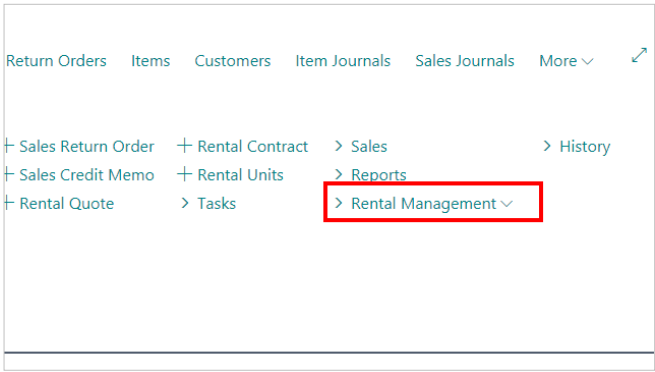 Return Orders Items Customers Item Journals Sales Journals More
Sales Return Order Rental Contract Sales History
Sales Credit Memo Rental Units Reports
Rental Quote Tasks Rental Management